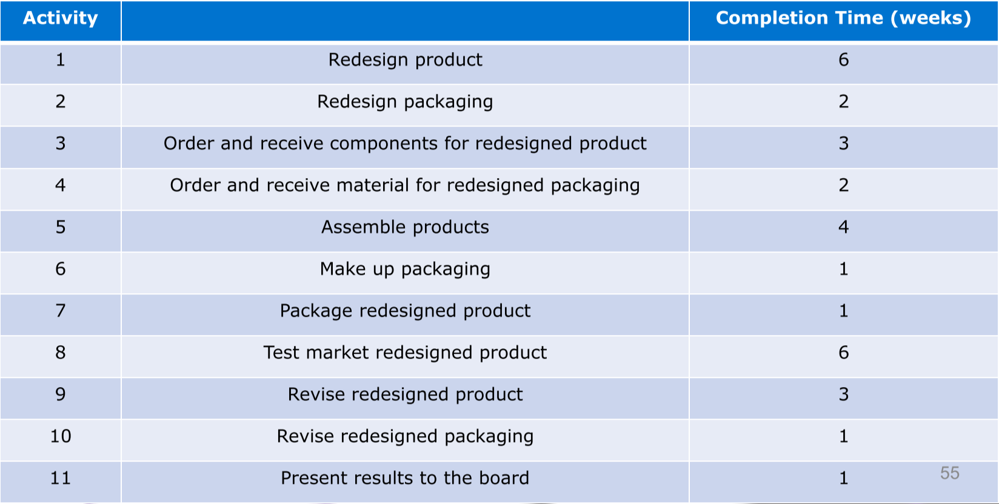 Activity Completion Time (weeks)
1 Redesign product 6
2 Redesign packaging 2
3 Order and receive components for redesigned product 3
4 Order and receive material for redesigned packaging 2
5 Assemble products 4
6 Make up packaging 1
7 Package redesigned product 1
8 Test market redesigned product 6
9 Revise redesigned product 3
10 Revise redesigned packaging 1
11 Present results to the board 1
55